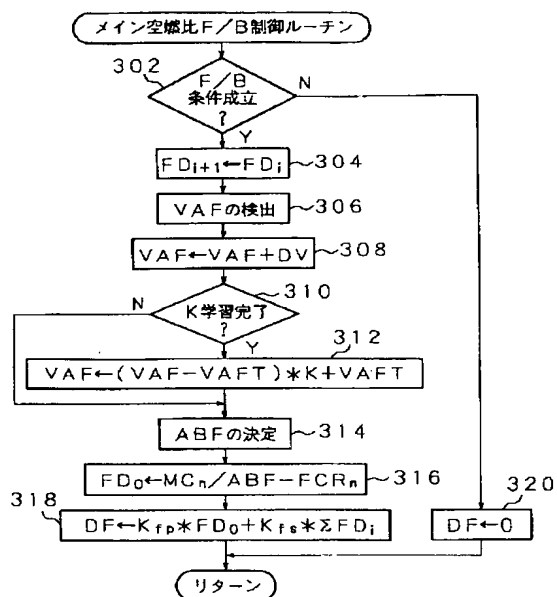 メイン空燃比F/B制御ルーチン
302
F/B
条件成立
?
N
Y
FDi+1←FDi
304
VAFの検出
306
VAF←VAF+DV
308
310
N
K学習完了
?
Y
312
VAF←(VAF-VAFT)*K+VAFT
ABFの決定
314
FD0←MCn/ABF-FCRn
316
318
320
DF←Kfp*FD0+Kfs*ΣFDi
DF←0
リターン